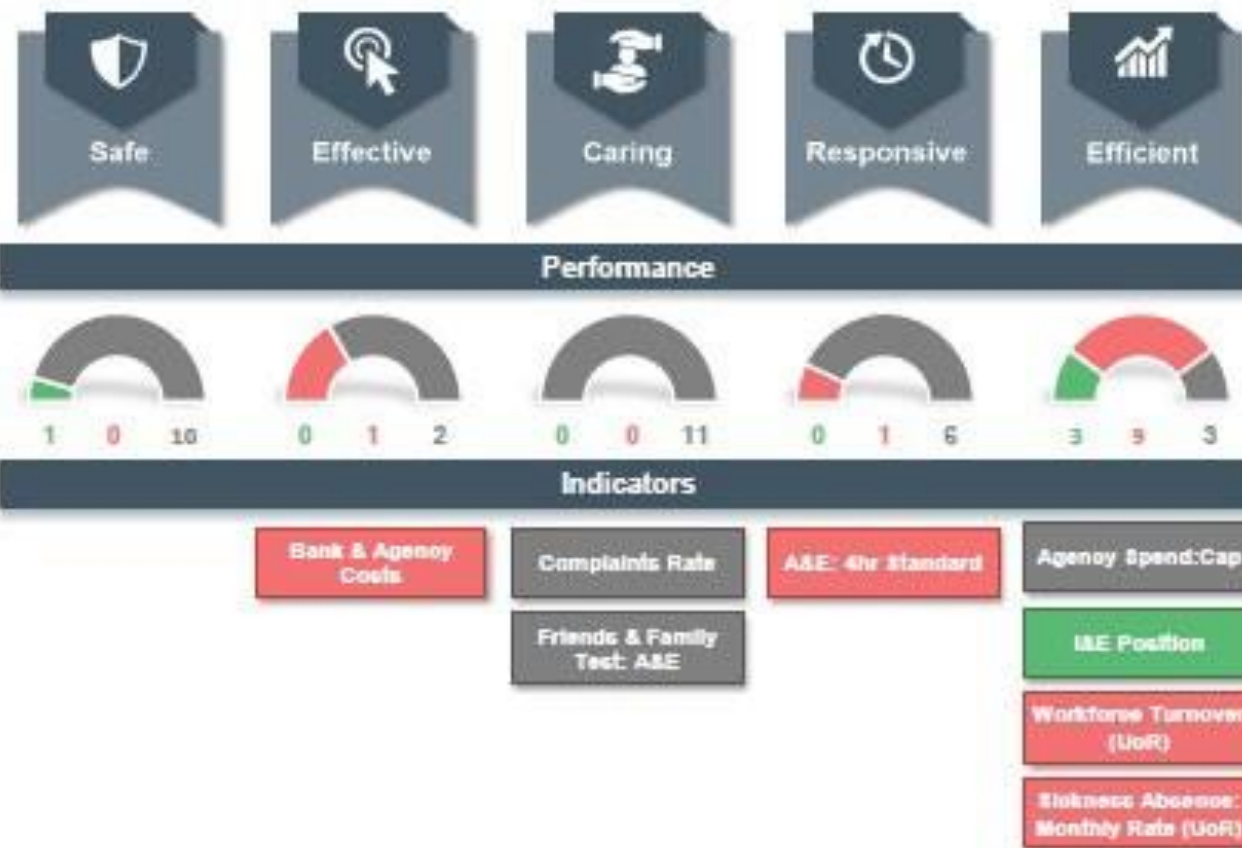 Safe
Effective
Caring
Responsive
Efficient
Performance
1 0 10
0 1 2
0 0 11
0 1 6
3 9 3
Indicators
Bank & Agency
Costs
Complaints Rate
Friends & Family
Test: A&E
A&E: 4hr Standard
Agency Spend:Cap
I&E Position
Workforse Turnover
(UoR)
Sickness Absence:
Monthly Rate (UoR)